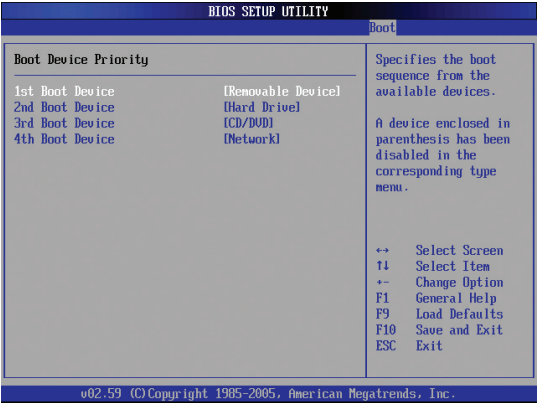 BIOS SETUP UTILITY
Boot
Boot Device Priority
1st Boot Device [Removable Device]
2nd Boot Device [Hard Drive]
3rd Boot Device [CD/DVD]
4th Boot Device [Network]
Specifies the boot
sequence from the
available devices.
A device enclosed in
parenthesis has been
disabled in the
corresponding type
menu.
←→ Select Screen
↑↓ Select Item
+- Change Option
F1 General Help
F9 Load Defaults
F10 Save and Exit
ESC Exit
v02.59 (C)Copyright 1985-2005, American Megatrends, Inc.